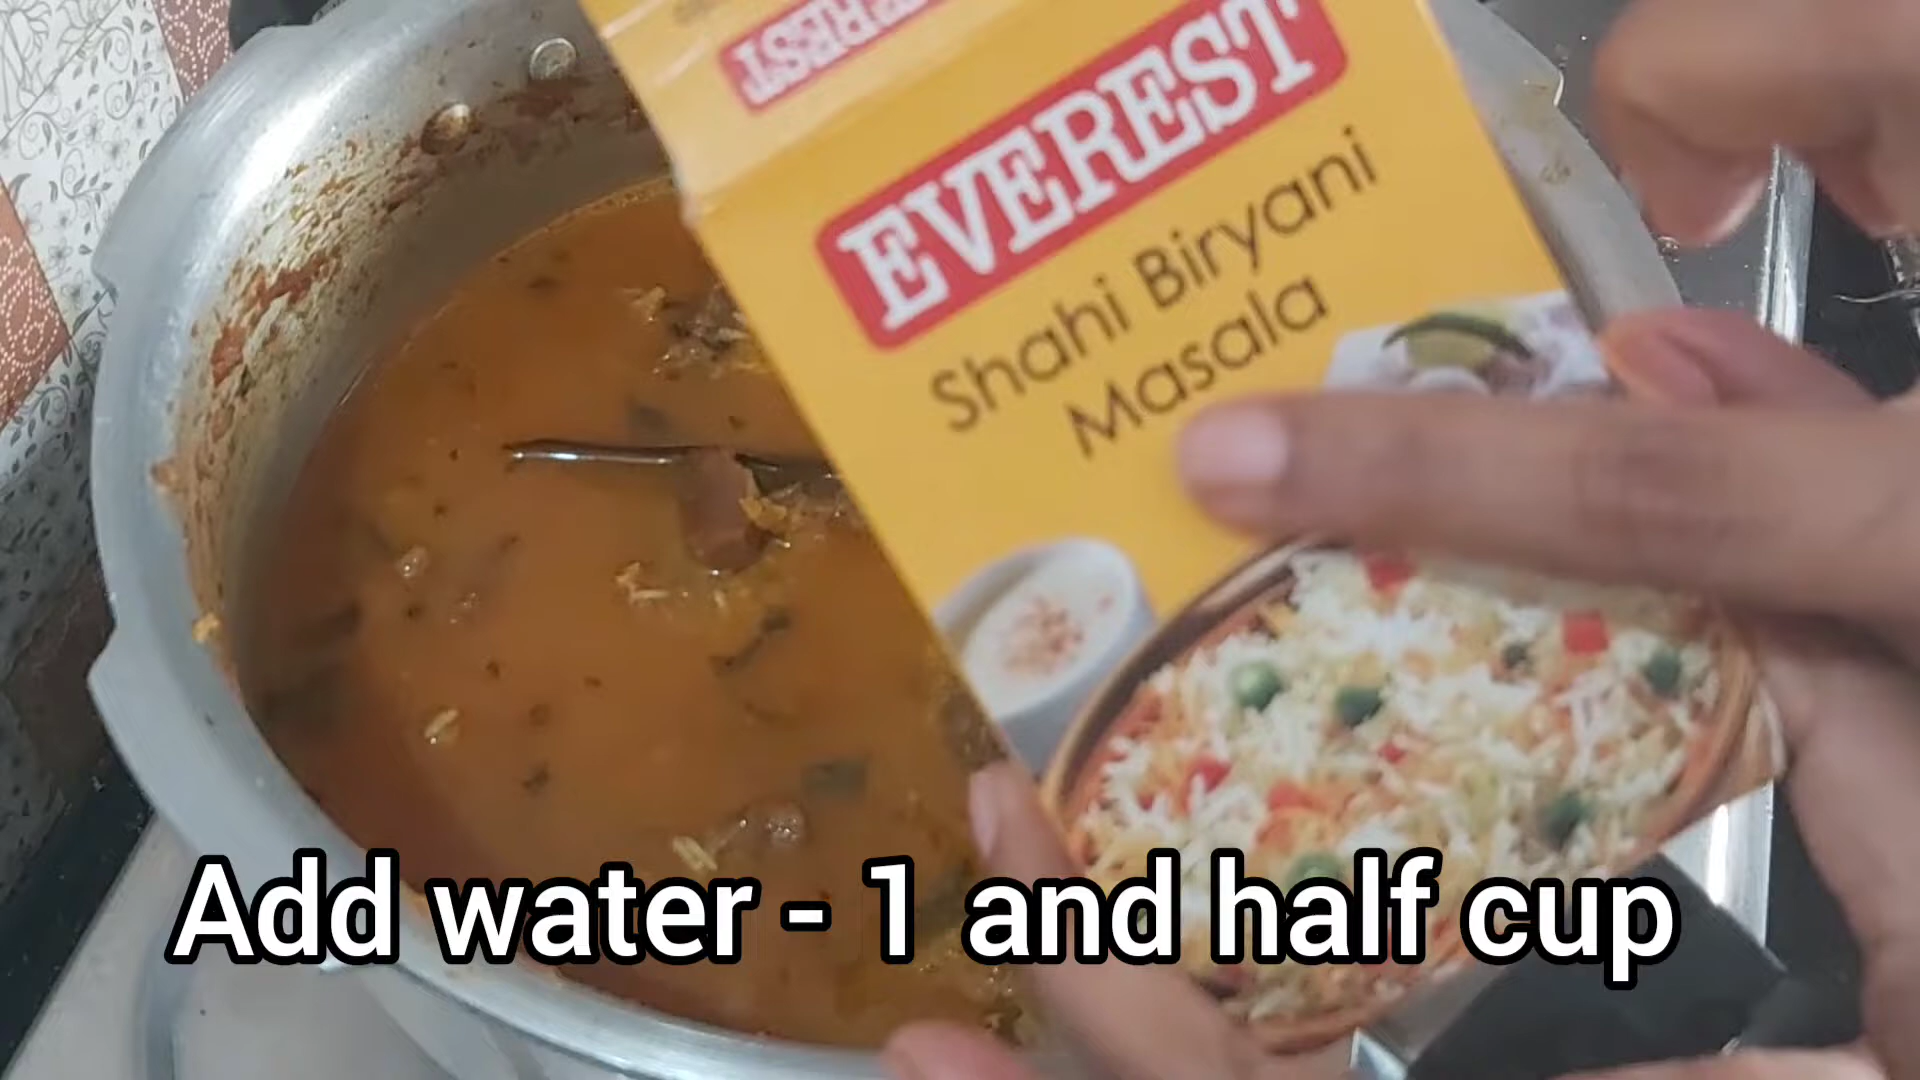 EVEREST
EVEREST
Shahi Biryani
Masala
Add water - 1 and half cup